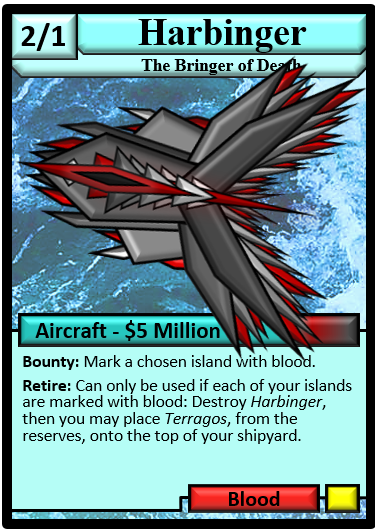 2/1
Harbinger
The Bringer of Death
Aircraft - $5 Million
Bounty: Mark a chosen island with blood.
Retire: Can only be used if each of your islands
are marked with blood: Destroy Harbinger,
then you may place Terragos, from the
reserves, onto the top of your shipyard.
Blood